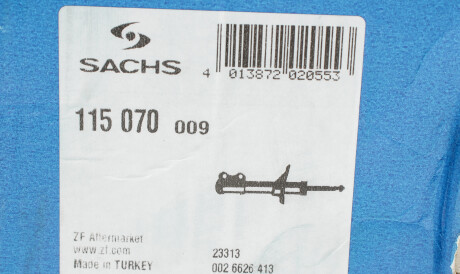 SACHS
4 013872 020553
115 070 009
ZF Aftermarket
www.zf.com
Made in TURKEY
23313
002 6626 413